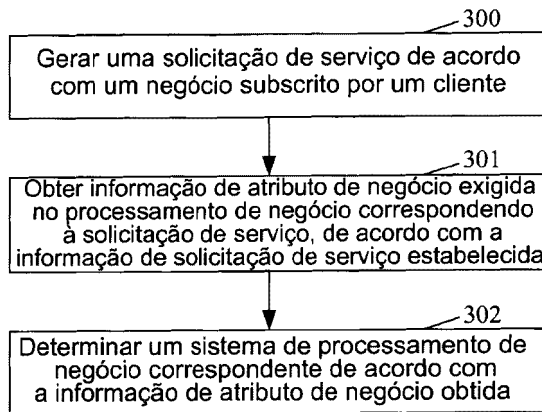 300
Gerar uma solicitação de serviço de acordo
com um negócio subscrito por um cliente
301
Obter informação de atributo de negócio exigida
no processamento de negócio correspondendo
à solicitação de serviço, de acordo com a
informação de solicitação de serviço estabelecida
302
Determinar um sistema de processamento de
negócio correspondente de acordo com
a informação de atributo de negócio obtida